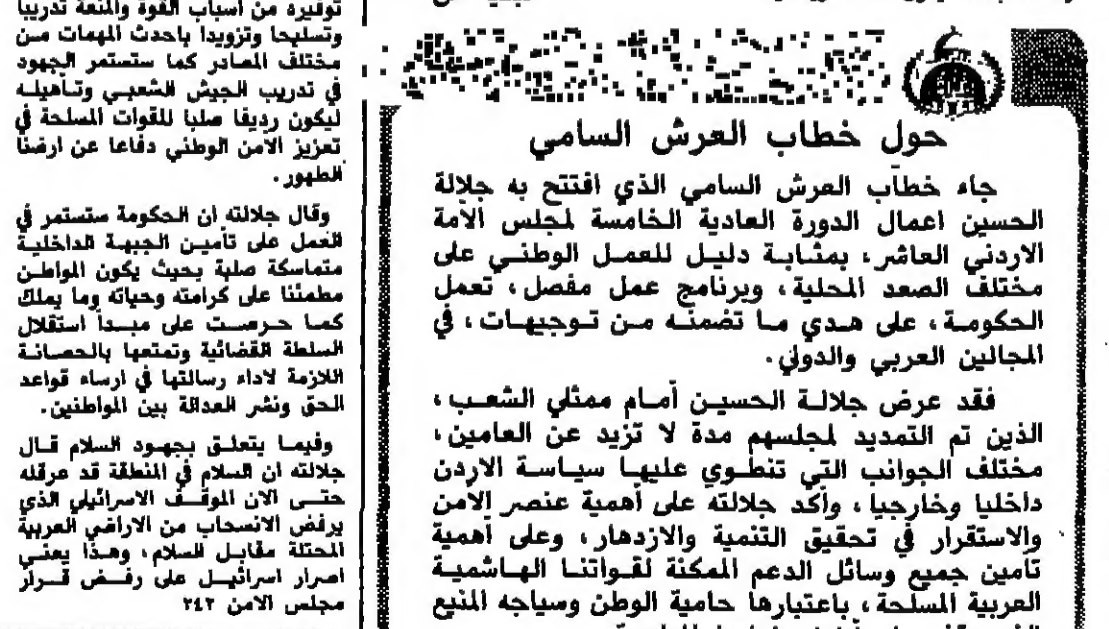 حول خطاب العرش السامي
جاء خطاب العرش السامي الذي افتتح به جلالة
الحسين اعمال الدورة العادية الخامسة لمجلس الأمة
الاردني العاشر، بمثابة دليل للعمل الوطني على
مختلف الصعد المحلية، وبرنامج عمل مفصل، تعمل
الحكومة، على هدي ما تضمنه من توجيهات، في
المجالين العربي والدولي.
فقد عرض جلالة الحسين أمام ممثلي الشعب،
الذين تم التمديد لمجلسهم مدة لا تزيد عن العامين،
مختلف الجوانب التي تنطوي عليها سياسة الاردن
داخليا وخارجيا، وأكد جلالته على أهمية عنصر الأمن
والاستقرار في تحقيق التنمية والازدهار، وعلى أهمية
تأمين جميع وسائل الدعم الممكنة لقواتنا الهاشمية
العربية المسلحة، باعتبارها حامية الوطن وسياجه المنيع
توفيره من اسباب القوة والمنعة تدريبا
وتسليحا وتزويدا باحدث المهمات من
مختلف المصادر كما ستستمر الجهود
في تدريب الجيش الشعبي وتأهيله
ليكون رديفا صلبا للقوات المسلحة في
تعزيز الامن الوطني دفاعا عن ارضنا
الطهور.
وقال جلالته ان الحكومة ستستمر في
العمل على تأمين الجبهة الداخلية
متماسكة صلبة بحيث يكون المواطن
مطمئنا على كرامته وحياته وما يملك
كما حرصت على مبدأ استقلال
السلطة القضائية وتمتعها بالحصانة
اللازمة لاداء رسالتها في ارساء قواعد
الحق ونشر العدالة بين المواطنين.
وفيما يتعلق بجهود السلام قال
جلالته ان السلام في المنطقة قد عرقله
حتى الان الموقف الاسرائيلي الذي
يرفض الانسحاب من الاراضي العربية
المحتلة مقابل السلام، وهذا يعني
اصرار اسرائيل على رفض قرار
مجلس الامن ٢٤٢